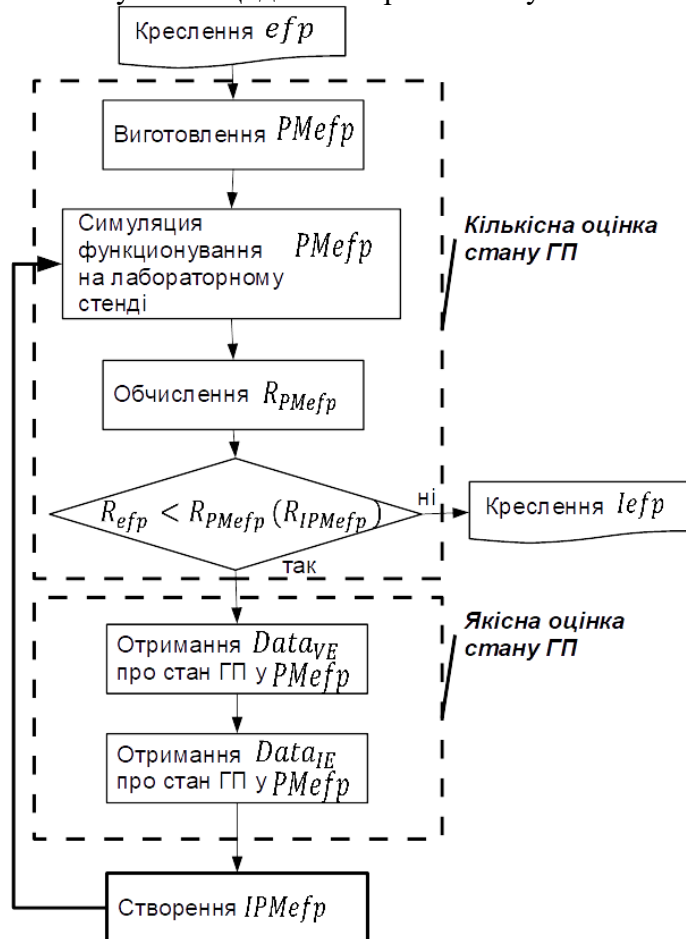 Креслення efp
Виготовлення PMefp
Симуляция
функционування PMefp
на лабораторному
стенді
Кількісна оцінка
стану ГП
Обчислення R_PMefp
R_efp < R_PMefp (R_IPMefp)
ні
Креслення Iefp
так
Якісна оцінка
стану ГП
Отримання Data_VE
про стан ГП у PMefp
Отримання Data_IE
про стан ГП у PMefp
Створення IPMefp